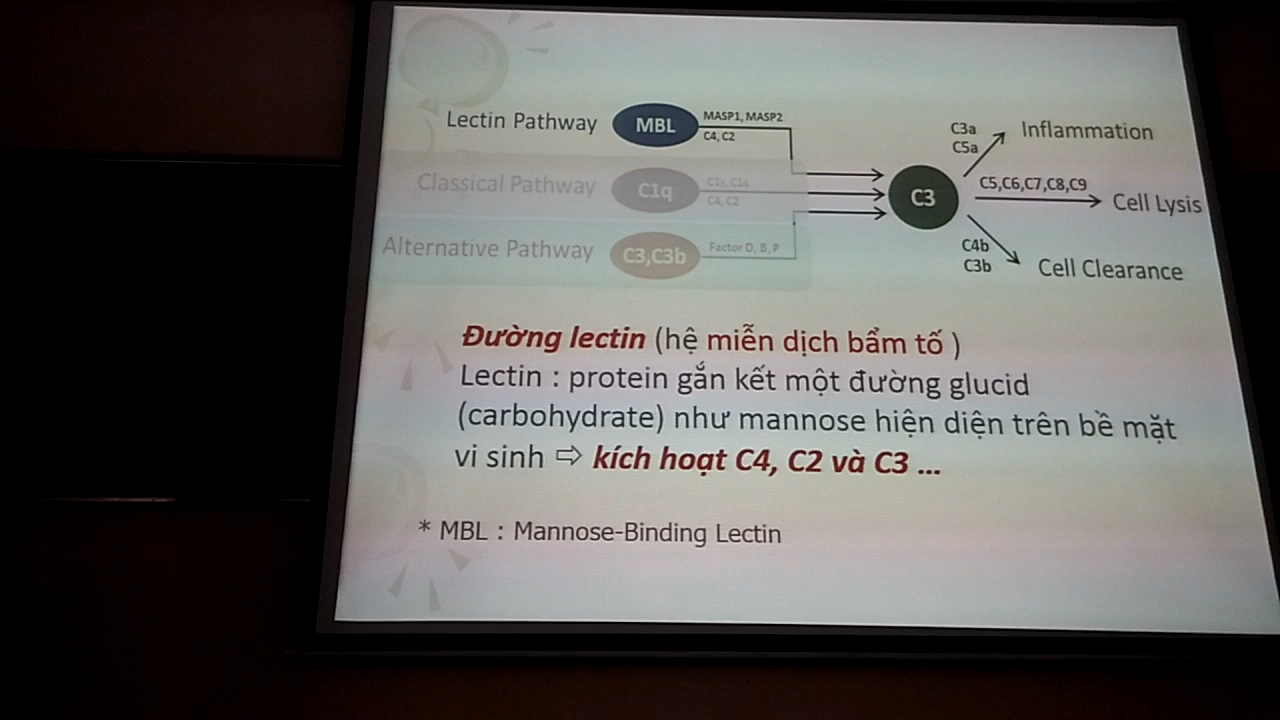 Lectin Pathway
MBL
MASP1, MASP2
C4, C2
Classical Pathway
C1q
C1r, C1s
C4, C2
Alternative Pathway
C3,C3b
Factor D, B, P
C3
C3a
C5a
Inflammation
C5,C6,C7,C8,C9
Cell Lysis
C4b
C3b
Cell Clearance
Đường lectin (hệ miễn dịch bẩm tố )
Lectin : protein gắn kết một đường glucid
(carbohydrate) như mannose hiện diện trên bề mặt
vi sinh ⇨ kích hoạt C4, C2 và C3 ...
* MBL : Mannose-Binding Lectin